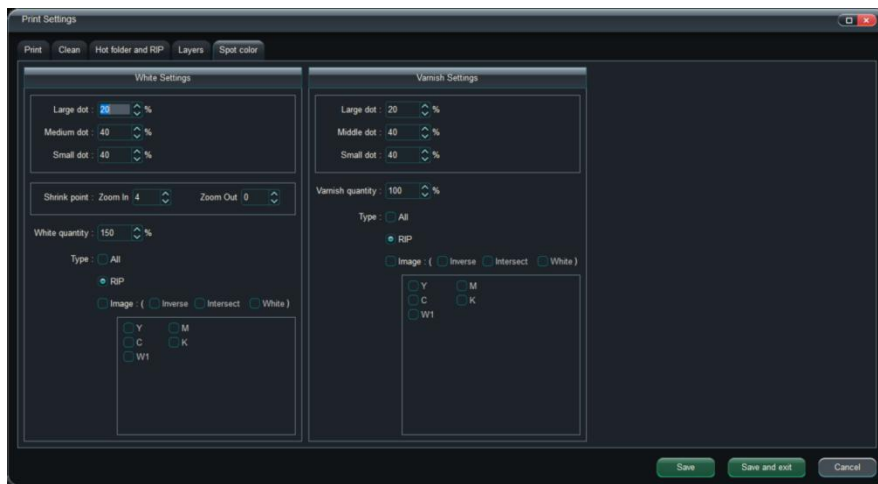 Print Settings
Print Clean Hot folder and RIP Layers Spot color
White Settings
Large dot : 20 %
Medium dot : 40 %
Small dot : 40 %
Shrink point : Zoom In 4 Zoom Out 0
White quantity : 150 %
Type : All
RIP
Image : ( Inverse Intersect White )
Y M
C K
W1
Varnish Settings
Large dot : 20 %
Middle dot : 40 %
Small dot : 40 %
Varnish quantity : 100 %
Type : All
RIP
Image : ( Inverse Intersect White )
Y M
C K
W1
Save Save and exit Cancel